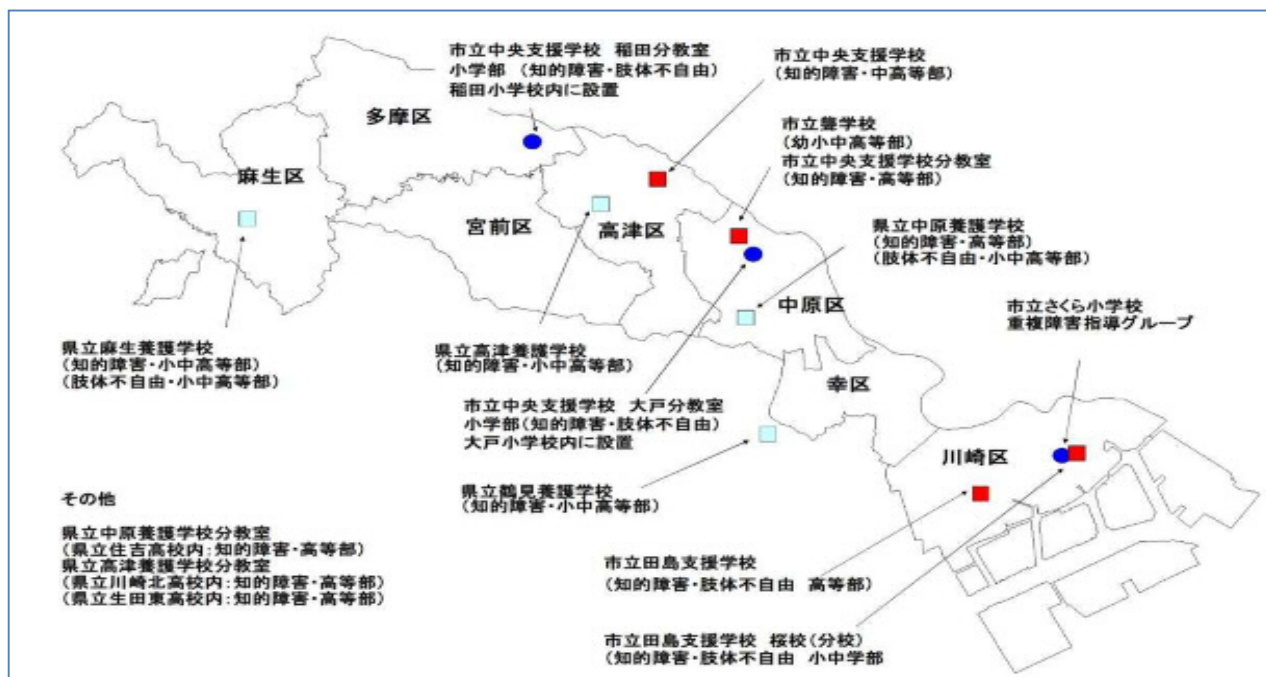 市立中央支援学校 稲田分教室
小学部 (知的障害・肢体不自由)
稲田小学校内に設置
市立中央支援学校
(知的障害・中高等部)
市立聾学校
(幼小中高等部)
市立中央支援学校分教室
(知的障害・高等部)
県立中原養護学校
(知的障害・高等部)
(肢体不自由・小中高等部)
市立さくら小学校
重複障害指導グループ
多摩区
麻生区
宮前区
高津区
中原区
幸区
川崎区
県立麻生養護学校
(知的障害・小中高等部)
(肢体不自由・小中高等部)
県立高津養護学校
(知的障害・小中高等部)
市立中央支援学校 大戸分教室
小学部(知的障害・肢体不自由)
大戸小学校内に設置
県立鶴見養護学校
(知的障害・小中高等部)
その他
県立中原養護学校分教室
(県立住吉高校内:知的障害・高等部)
県立高津養護学校分教室
(県立川崎北高校内:知的障害・高等部)
(県立生田東高校内:知的障害・高等部)
市立田島支援学校
(知的障害・肢体不自由 高等部)
市立田島支援学校 桜校(分校)
(知的障害・肢体不自由 小中学部